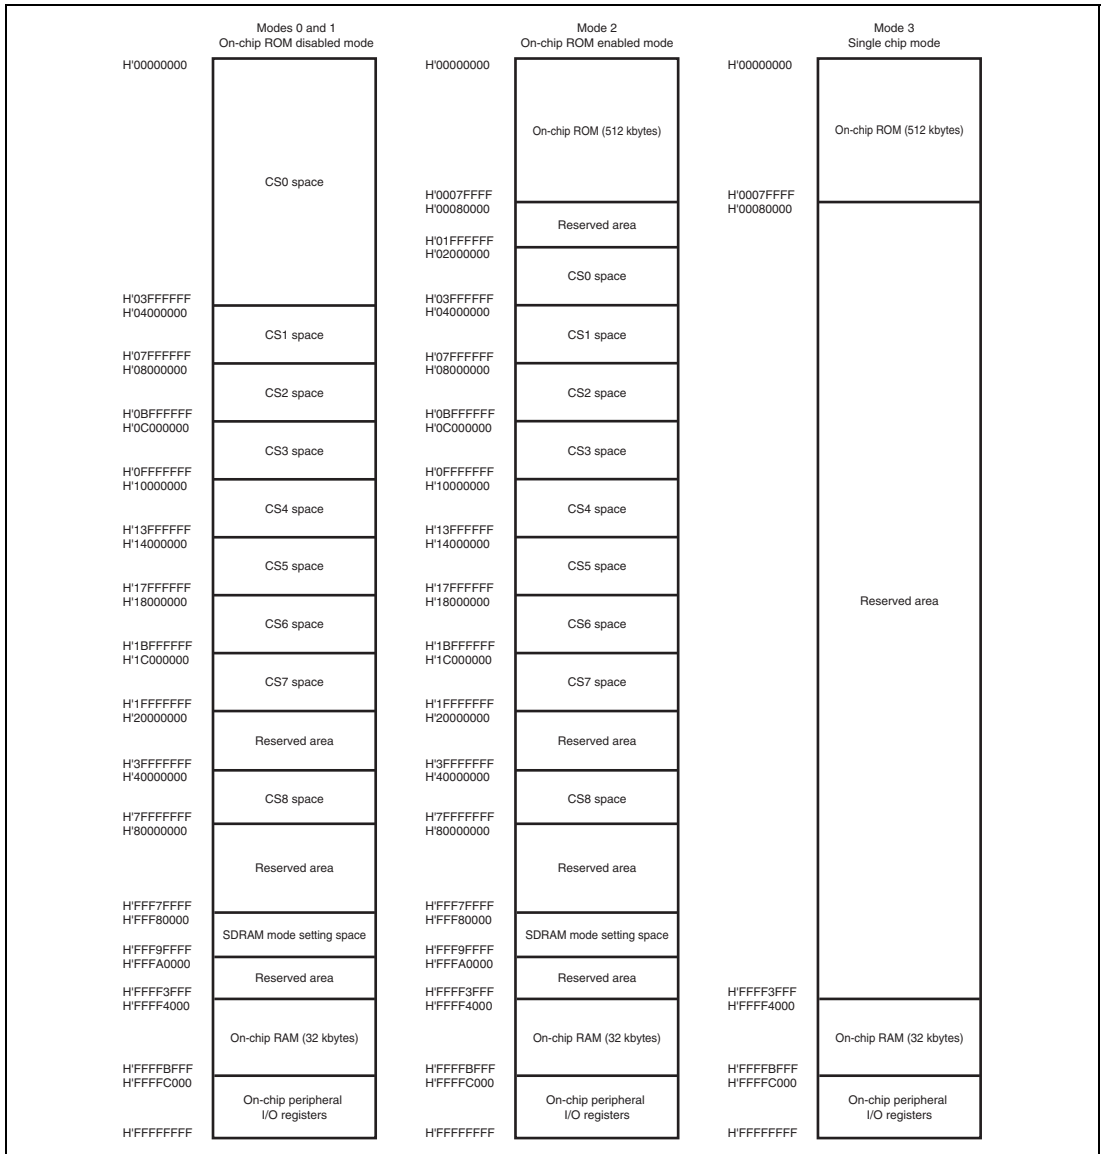 Modes 0 and 1
On-chip ROM disabled mode
H'00000000
CS0 space
H'03FFFFFF
H'04000000
CS1 space
H'07FFFFFF
H'08000000
CS2 space
H'0BFFFFFF
H'0C000000
CS3 space
H'0FFFFFFF
H'10000000
CS4 space
H'13FFFFFF
H'14000000
CS5 space
H'17FFFFFF
H'18000000
CS6 space
H'1BFFFFFF
H'1C000000
CS7 space
H'1FFFFFFF
H'20000000
Reserved area
H'3FFFFFFF
H'40000000
CS8 space
H'7FFFFFFF
H'80000000
Reserved area
H'FFF7FFFF
H'FFF80000
SDRAM mode setting space
H'FFF9FFFF
H'FFFA0000
Reserved area
H'FFFF3FFF
H'FFFF4000
On-chip RAM (32 kbytes)
H'FFFFBFFF
H'FFFFC000
On-chip peripheral
I/O registers
H'FFFFFFFF
Mode 2
On-chip ROM enabled mode
H'00000000
On-chip ROM (512 kbytes)
H'0007FFFF
H'00080000
Reserved area
H'01FFFFFF
H'02000000
CS0 space
H'03FFFFFF
H'04000000
CS1 space
H'07FFFFFF
H'08000000
CS2 space
H'0BFFFFFF
H'0C000000
CS3 space
H'0FFFFFFF
H'10000000
CS4 space
H'13FFFFFF
H'14000000
CS5 space
H'17FFFFFF
H'18000000
CS6 space
H'1BFFFFFF
H'1C000000
CS7 space
H'1FFFFFFF
H'20000000
Reserved area
H'3FFFFFFF
H'40000000
CS8 space
H'7FFFFFFF
H'80000000
Reserved area
H'FFF7FFFF
H'FFF80000
SDRAM mode setting space
H'FFF9FFFF
H'FFFA0000
Reserved area
H'FFFF3FFF
H'FFFF4000
On-chip RAM (32 kbytes)
H'FFFFBFFF
H'FFFFC000
On-chip peripheral
I/O registers
H'FFFFFFFF
Mode 3
Single chip mode
H'00000000
On-chip ROM (512 kbytes)
H'0007FFFF
H'00080000
Reserved area
H'FFFF3FFF
H'FFFF4000
On-chip RAM (32 kbytes)
H'FFFFBFFF
H'FFFFC000
On-chip peripheral
I/O registers
H'FFFFFFFF